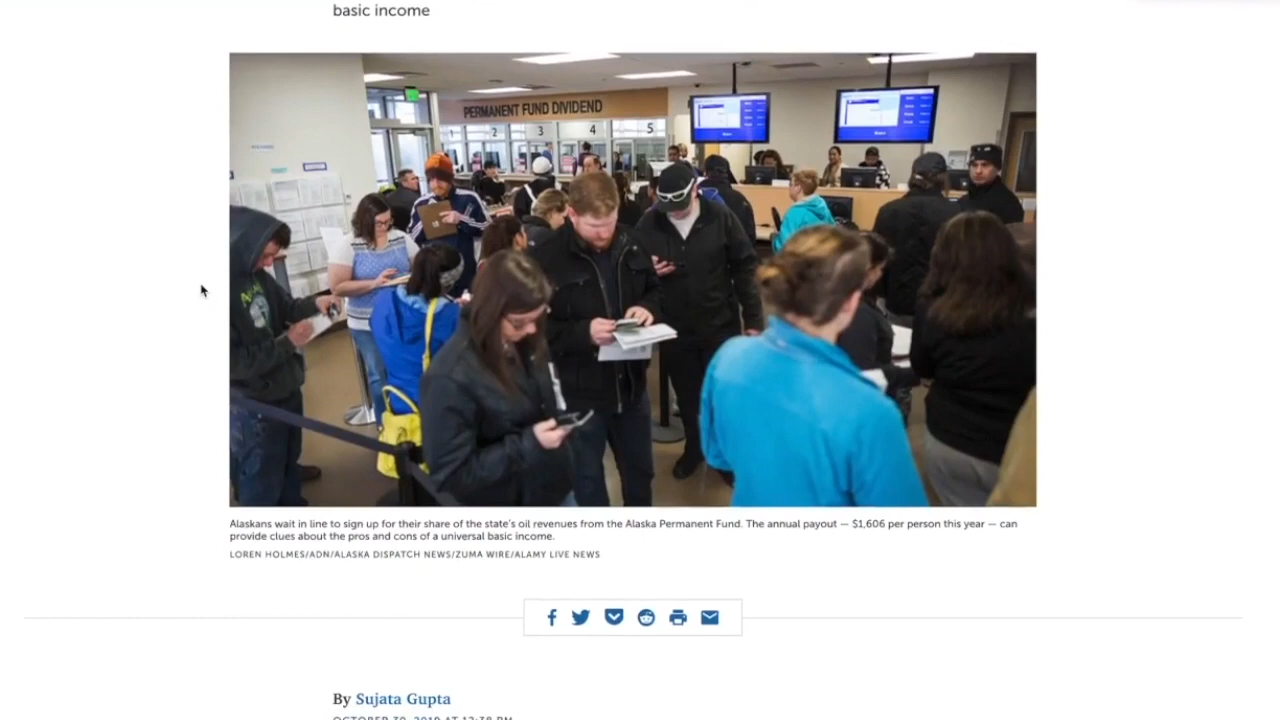 basic income
PERMANENT FUND DIVIDEND
2
3
4
5
Alaskans wait in line to sign up for their share of the state's oil revenues from the Alaska Permanent Fund. The annual payout — $1,606 per person this year — can
provide clues about the pros and cons of a universal basic income.
LOREN HOLMES/ADN/ALASKA DISPATCH NEWS/ZUMA WIRE/ALAMY LIVE NEWS
By Sujata Gupta